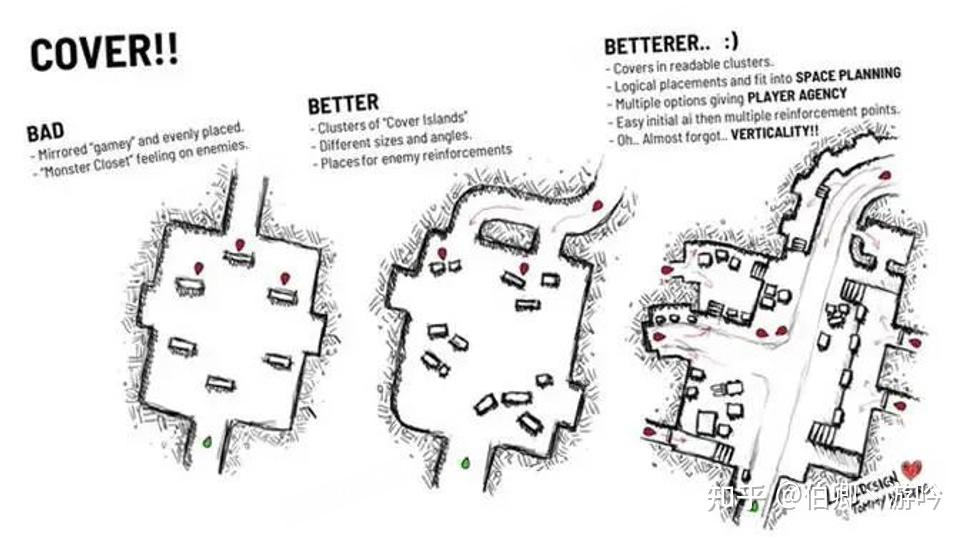 COVER!!
BAD
- Mirrored "gamey" and evenly placed.
- "Monster Closet" feeling on enemies.
BETTER
- Clusters of "Cover Islands"
- Different sizes and angles.
- Places for enemy reinforcements
BETTERER.. :)
- Covers in readable clusters.
- Logical placements and fit into SPACE PLANNING
- Multiple options giving PLAYER AGENCY
- Easy initial ai then multiple reinforcement points.
- Oh.. Almost forgot.. VERTICALITY!!
DESIGN
知乎 @伯卿
游吟